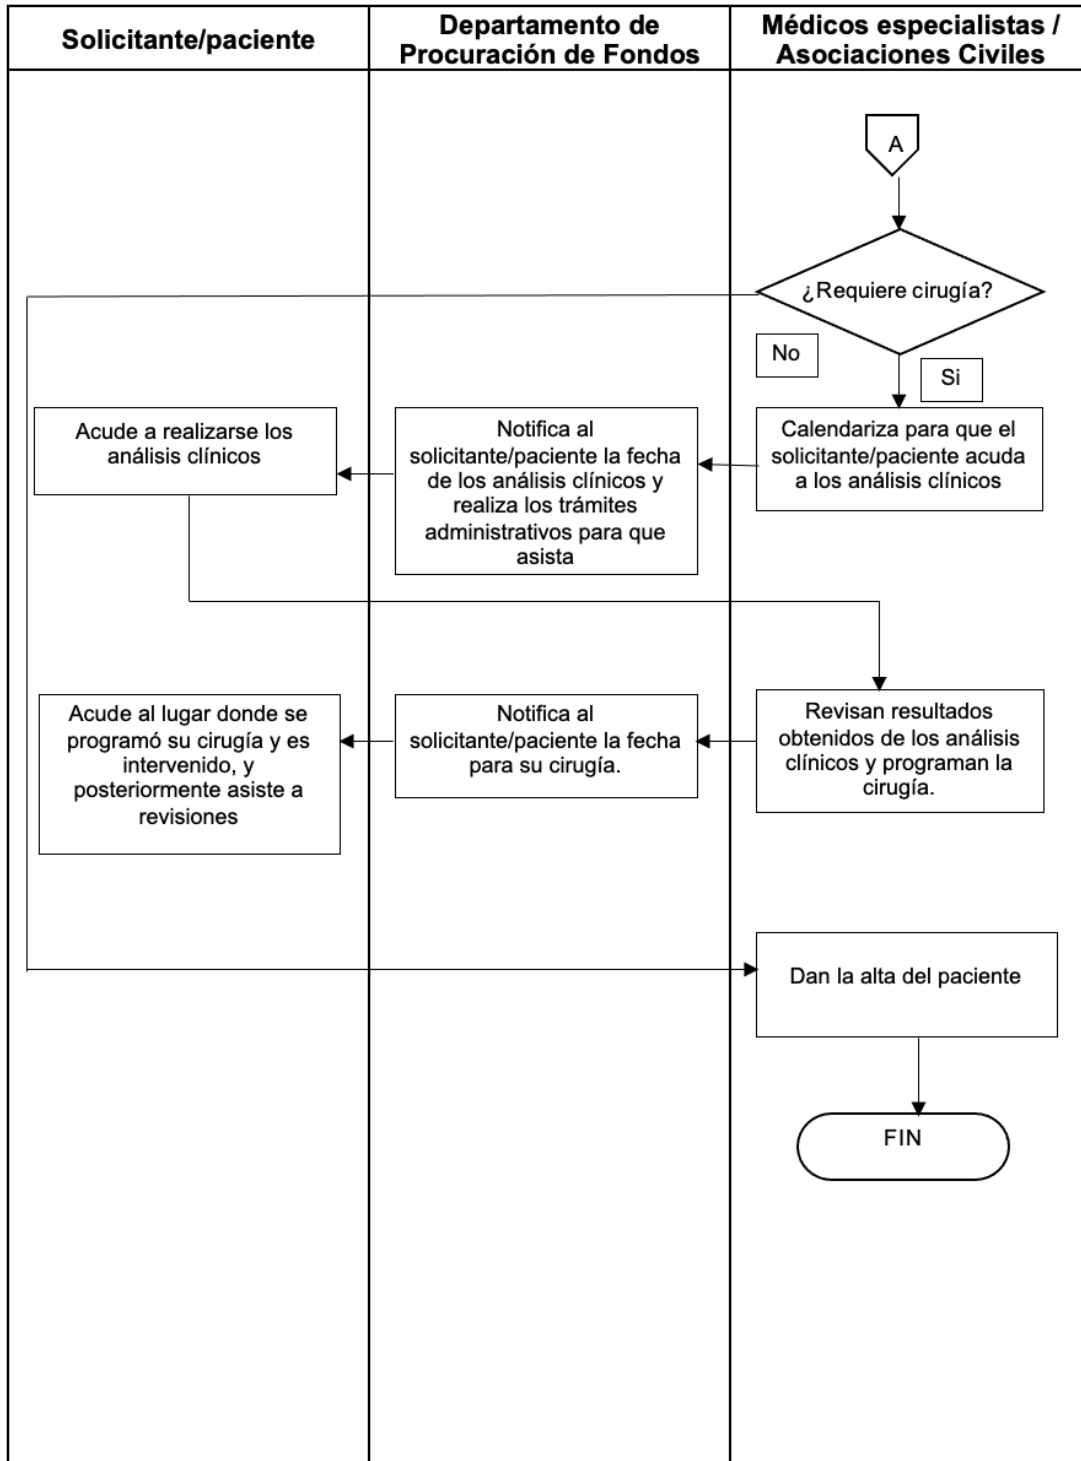 Solicitante/paciente
Departamento de
Procuración de Fondos
Médicos especialistas /
Asociaciones Civiles
A
¿Requiere cirugía?
No
Si
Acude a realizarse los
análisis clínicos
Notifica al
solicitante/paciente la fecha
de los análisis clínicos y
realiza los trámites
administrativos para que
asista
Calendariza para que el
solicitante/paciente acuda
a los análisis clínicos
Acude al lugar donde se
programó su cirugía y es
intervenido, y
posteriormente asiste a
revisiones
Notifica al
solicitante/paciente la fecha
para su cirugía.
Revisan resultados
obtenidos de los análisis
clínicos y programan la
cirugía.
Dan la alta del paciente
FIN